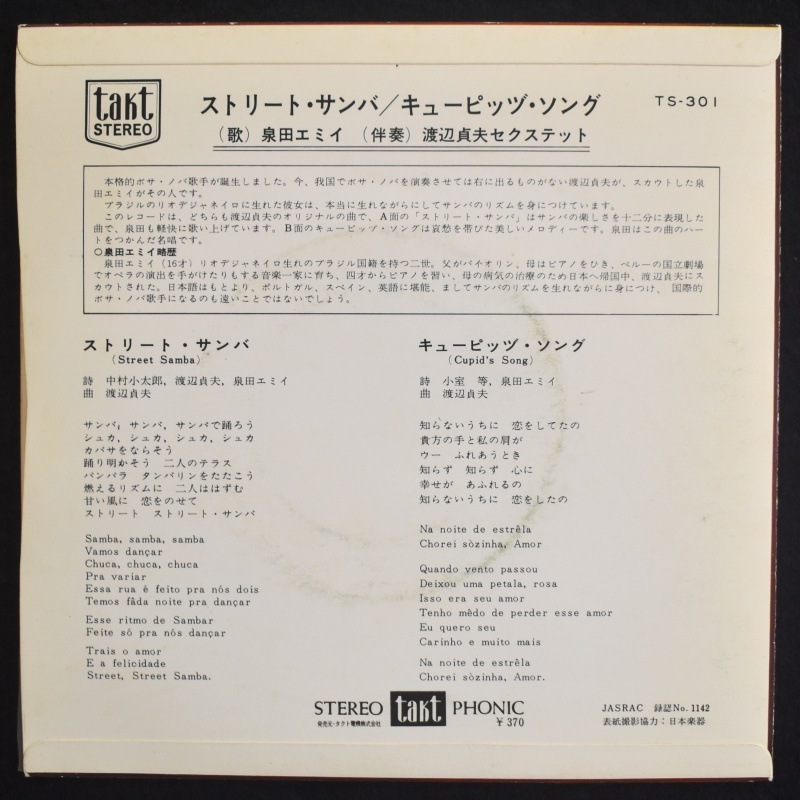 takt
STEREO
ストリート・サンバ/キューピッヅ・ソング
TS-301
(歌) 泉田エミイ (伴奏) 渡辺貞夫セクステット
本格的ボサ・ノバ歌手が誕生しました。今、我国でボサ・ノバを演奏させては右に出るものがない渡辺貞夫が、スカウトした泉
田エミイがその人です。
ブラジルのリオデジャネイロに生れた彼女は、本当に生れながらにしてサンバのリズムを身につけています。
このレコードは、どちらも渡辺貞夫のオリジナルの曲で、A面の「ストリート・サンバ」はサンバの楽しさを十二分に表現した
曲で、泉田も軽快に歌い上げています。B面のキューピッヅ・ソングは哀愁を帯びた美しいメロディーです。泉田はこの曲のハー
トをつかんだ名唱です。
○泉田エミイ略歴
泉田エミイ(16才)リオデジャネイロ生れのブラジル国籍を持つ二世。父がバイオリン、母はピアノをひき、ペルーの国立劇場
でオペラの演出を手がけたりもする音楽一家に育ち、四才からピアノを習い、母の病気の治療のため日本へ帰国中、渡辺貞夫にス
カウトされた。日本語はもとより、ポルトガル、スペイン、英語に堪能、ましてサンバのリズムを生れながらに身につけ、国際的
ボサ・ノバ歌手になるのも遠いことではないでしょう。
ストリート・サンバ
(Street Samba)
詩 中村小太郎, 渡辺貞夫, 泉田エミイ
曲 渡辺貞夫
サンバ, サンバ, サンバで踊ろう
シュカ, シュカ, シュカ, シュカ
カバサをならそう
踊り明かそう 二人のテラス
バンバラ タンバリンをたたこう
燃えるリズムに 二人ははずむ
甘い風に 恋をのせて
ストリート ストリート・サンバ
Samba, samba, samba
Vamos dançar
Chuca, chuca, chuca
Pra variar
Essa rua é feito pra nós dois
Temos fâda noite pra dançar
Esse ritmo de Sambar
Feite só pra nós dançar
Trais o amor
E a felicidade
Street, Street Samba.
キューピッヅ・ソング
(Cupid's Song)
詩 小室 等, 泉田エミイ
曲 渡辺貞夫
知らないうちに 恋をしてたの
貴方の手と私の肩が
ウー ふれあうとき
知らず 知らず 心に
幸せが あふれるの
知らないうちに 恋をしたの
Na noite de estrêla
Chorei sòzinha, Amor
Quando vento passou
Deixou uma petala, rosa
Isso era seu amor
Tenho mêdo de perder esse amor
Eu quero seu
Carinho e muito mais
Na noite de estrêla
Chorei sòzinha, Amor.
STEREO takt PHONIC
発売元・タクト電機株式会社
¥ 370
JASRAC 録認No. 1142
表紙撮影協力:日本楽器